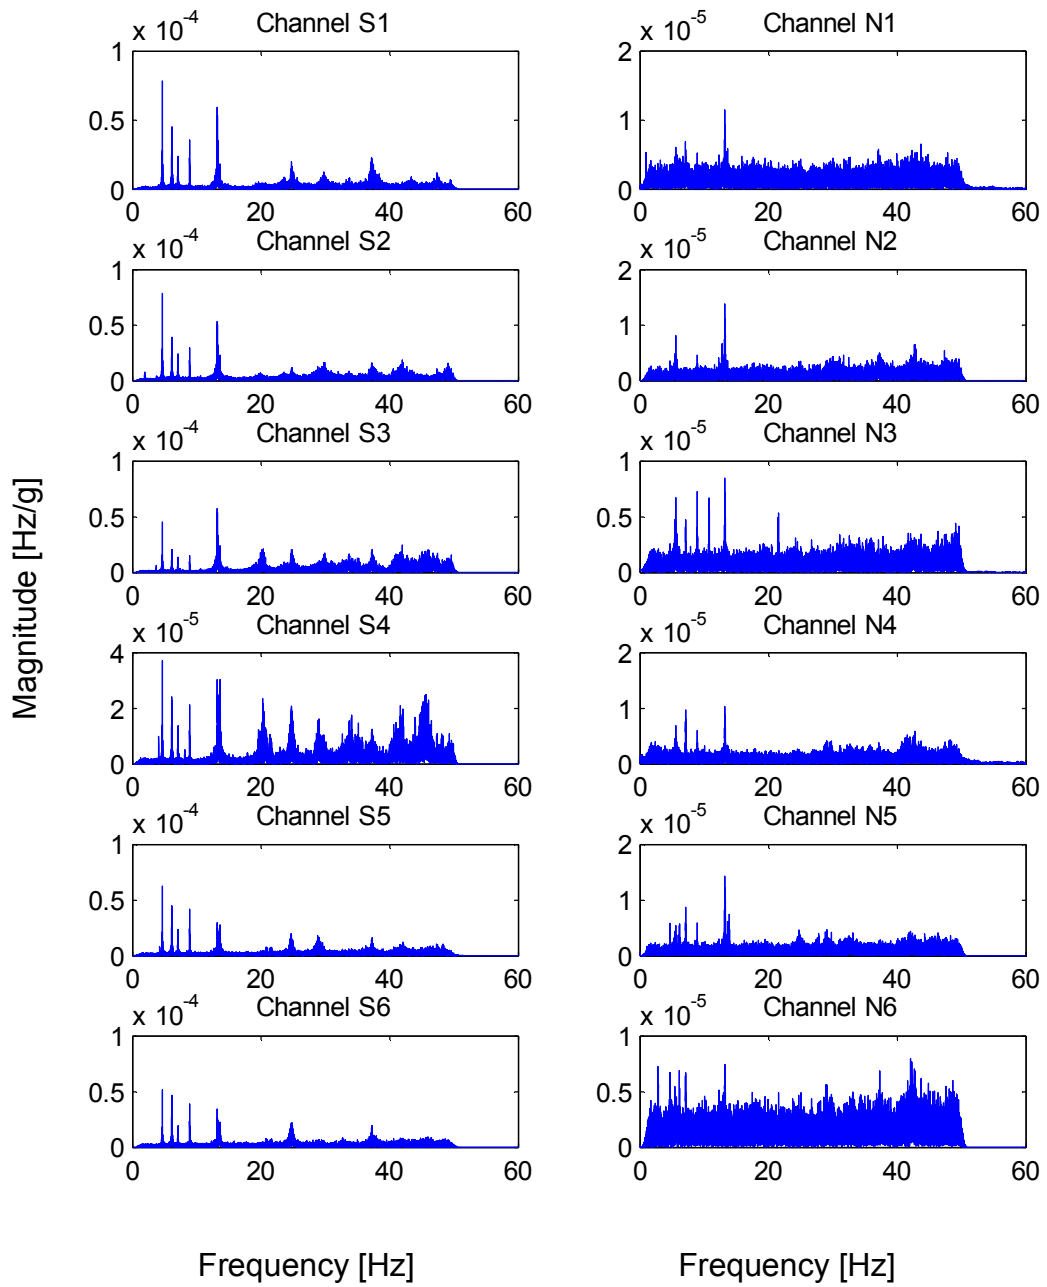 x 10^-4 Channel S1
1
0.5
0
0 20 40 60
x 10^-5 Channel N1
2
1
0
0 20 40 60
x 10^-4 Channel S2
1
0.5
0
0 20 40 60
x 10^-5 Channel N2
2
1
0
0 20 40 60
x 10^-4 Channel S3
1
0.5
0
0 20 40 60
x 10^-5 Channel N3
1
0.5
0
0 20 40 60
Magnitude [Hz/g]
x 10^-5 Channel S4
4
2
0
0 20 40 60
x 10^-5 Channel N4
2
1
0
0 20 40 60
x 10^-4 Channel S5
1
0.5
0
0 20 40 60
x 10^-5 Channel N5
2
1
0
0 20 40 60
x 10^-4 Channel S6
1
0.5
0
0 20 40 60
x 10^-5 Channel N6
1
0.5
0
0 20 40 60
Frequency [Hz]
Frequency [Hz]